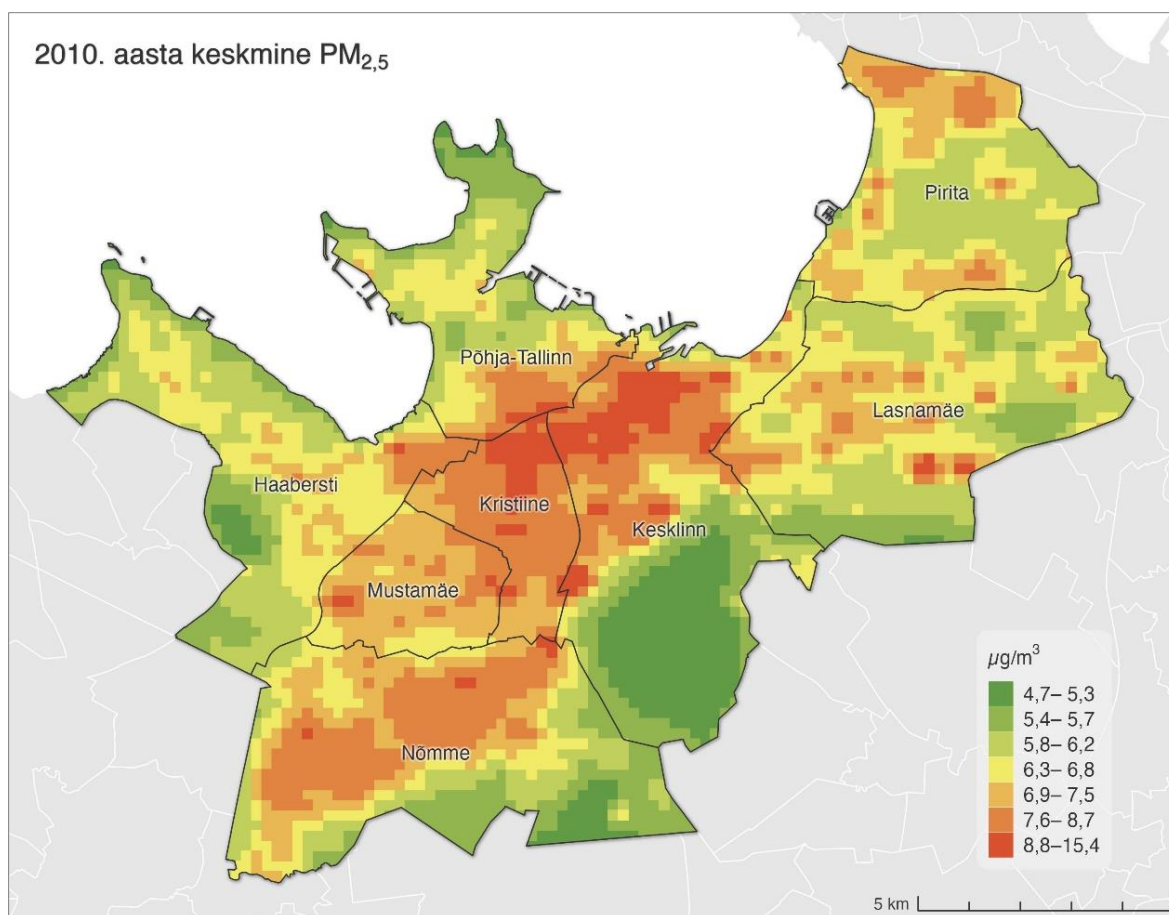 2010. aasta keskmine PM2,5
Pirita
Põhja-Tallinn
Lasnamäe
Haabersti
Kristiine
Kesklinn
Mustamäe
Nõmme
µg/m³
4,7– 5,3
5,4– 5,7
5,8– 6,2
6,3– 6,8
6,9– 7,5
7,6– 8,7
8,8–15,4
5 km